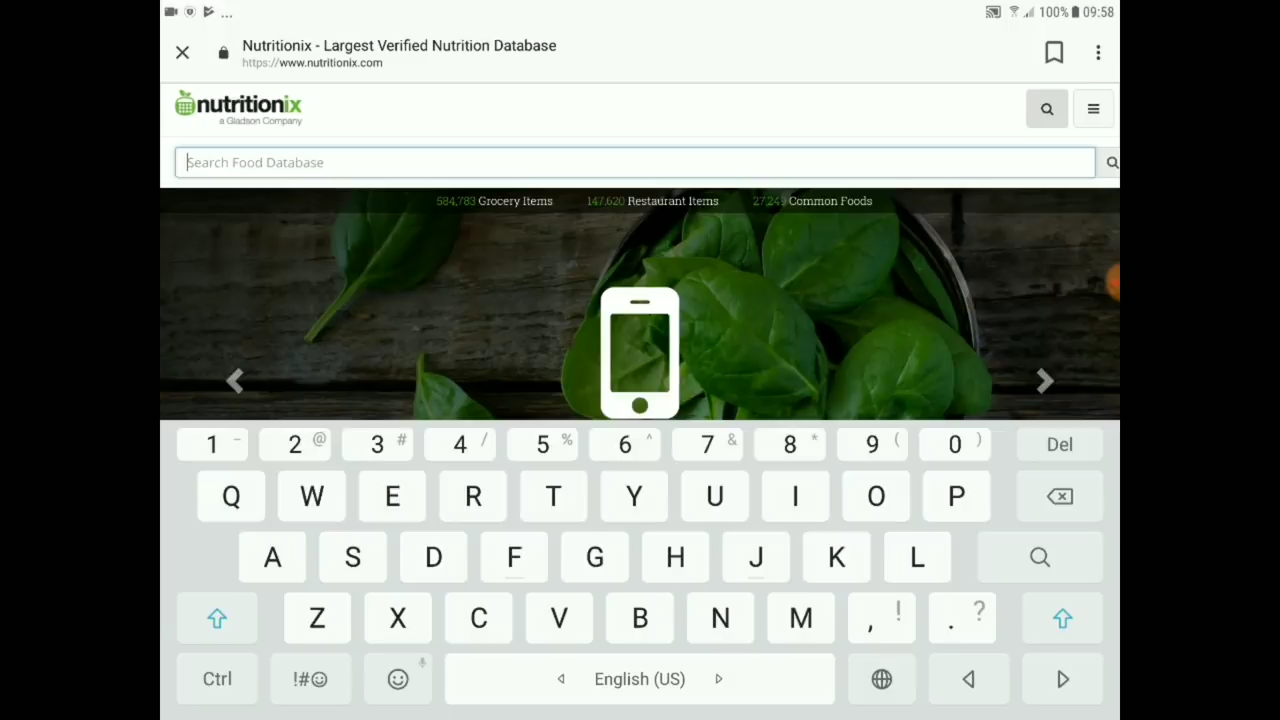 ... 100% 09:58
Nutritionix - Largest Verified Nutrition Database
https://www.nutritionix.com
nutritionix
a Gladson Company
Search Food Database
584,783 Grocery Items 147,620 Restaurant Items 27,249 Common Foods
1 - 2 @ 3 # 4 / 5 % 6 ^ 7 & 8 * 9 ( 0 ) Del
Q W E R T Y U I O P
A S D F G H J K L
Z X C V B N M , ! . ?
Ctrl !#☺ English (US)